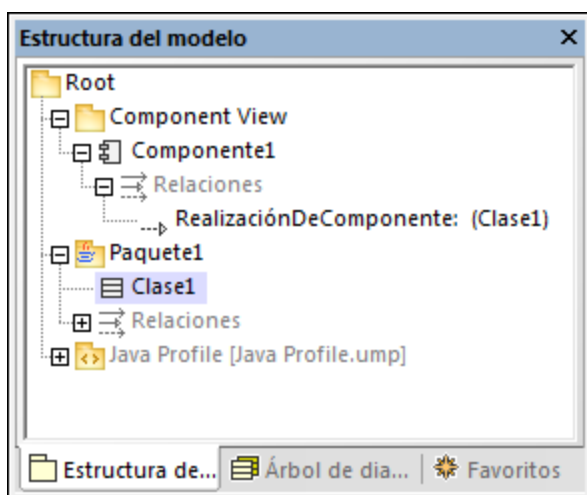 Estructura del modelo
Root
Component View
Componente1
Relaciones
RealizaciónDeComponente: (Clase1)
Paquete1
Clase1
Relaciones
Java Profile [Java Profile.ump]
Estructura de... Árbol de dia... Favoritos